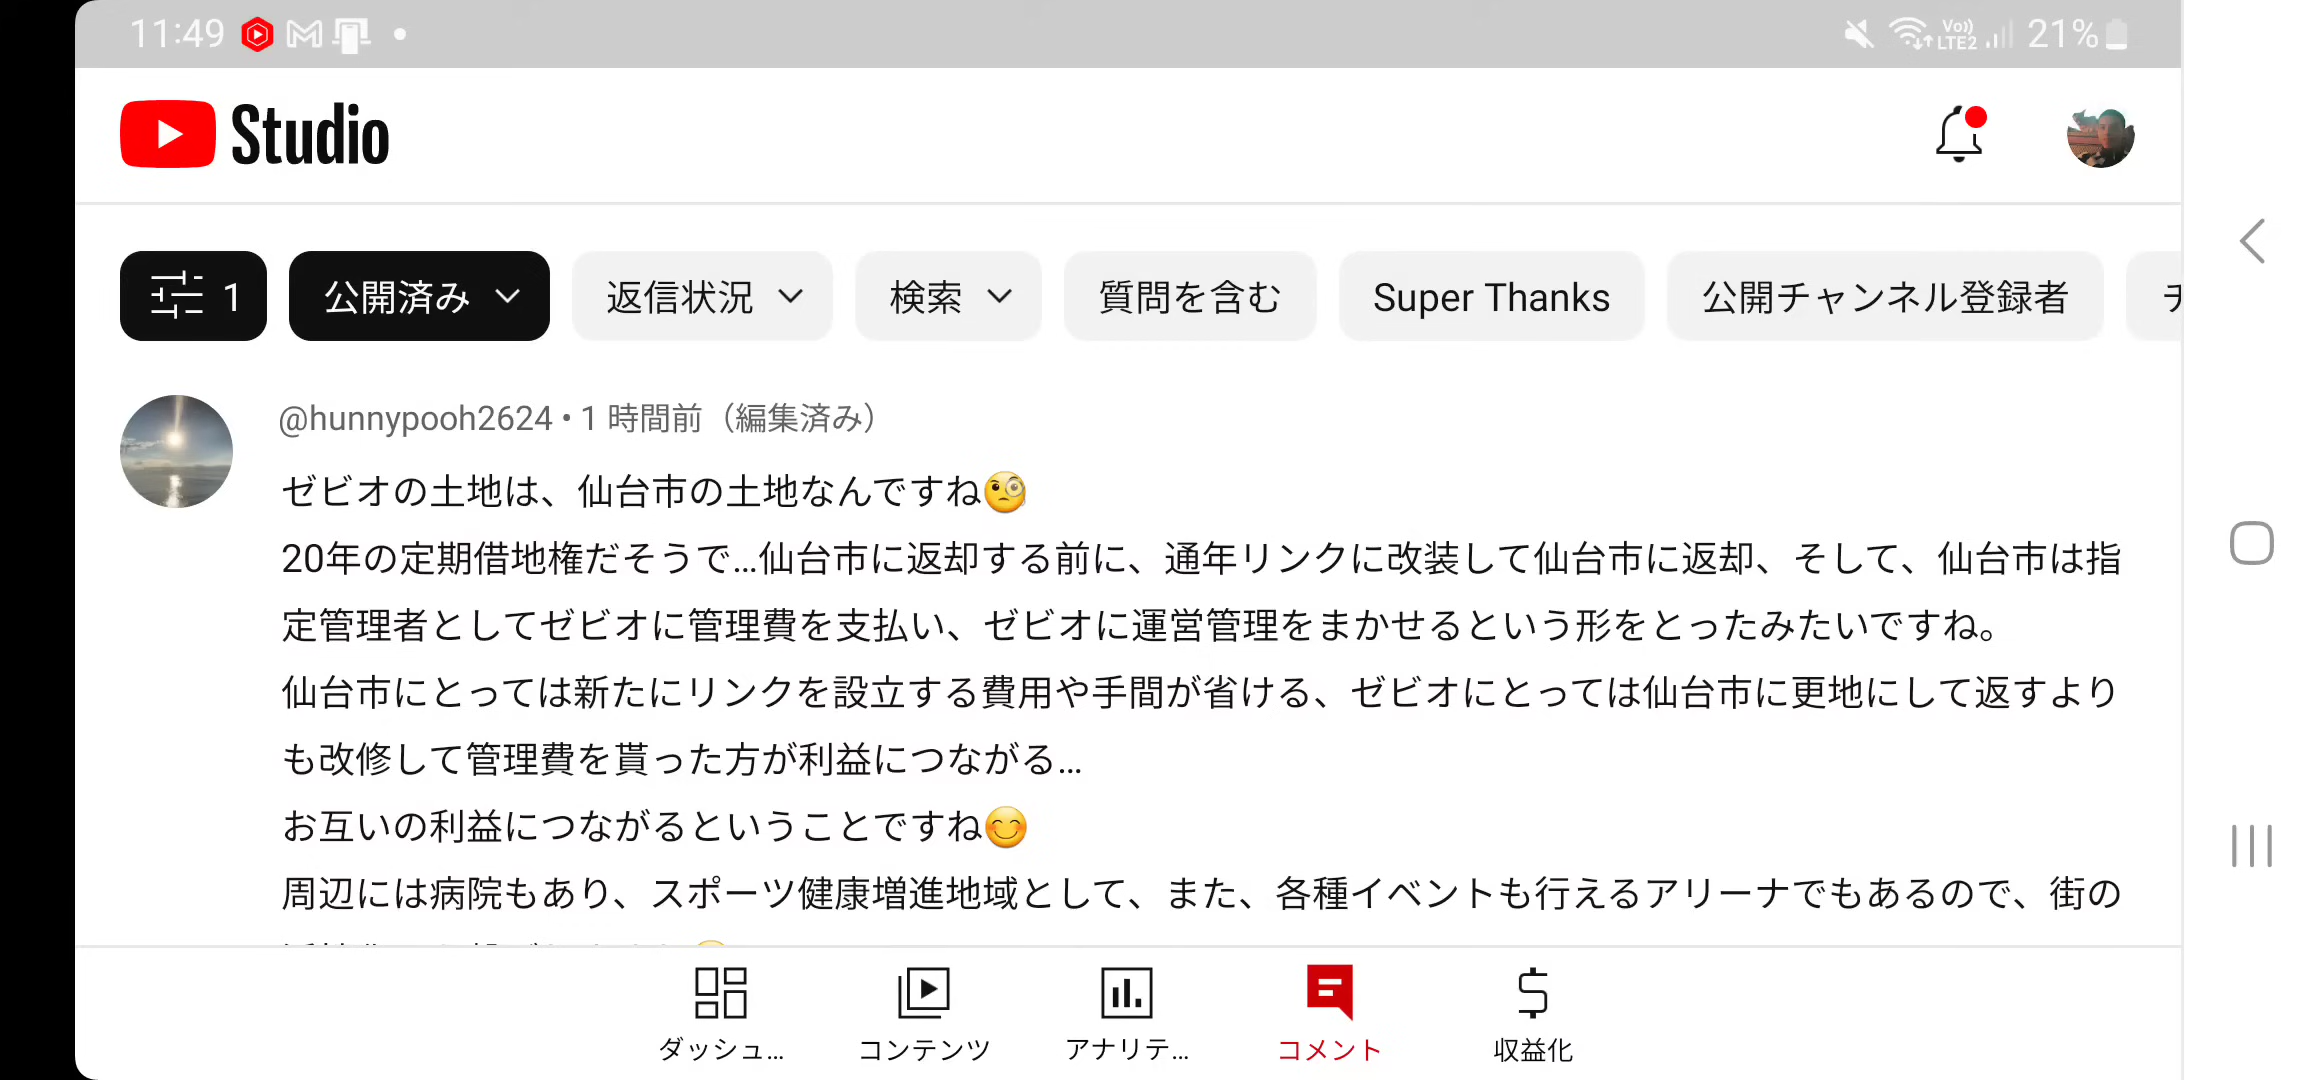 11:49
Vo))
LTE2
21%
Studio
1
公開済み
返信状況
検索
質問を含む
Super Thanks
公開チャンネル登録者
@hunnypooh2624 • 1 時間前（編集済み）
ゼビオの土地は、仙台市の土地なんですね🧐
20年の定期借地権だそうで...仙台市に返却する前に、通年リンクに改装して仙台市に返却、そして、仙台市は指
定管理者としてゼビオに管理費を支払い、ゼビオに運営管理をまかせるという形をとったみたいですね。
仙台市にとっては新たにリンクを設立する費用や手間が省ける、ゼビオにとっては仙台市に更地にして返すより
も改修して管理費を貰った方が利益につながる...
お互いの利益につながるということですね😊
周辺には病院もあり、スポーツ健康増進地域として、また、各種イベントも行えるアリーナでもあるので、街の
ダッシュ...
コンテンツ
アナリテ...
コメント
収益化